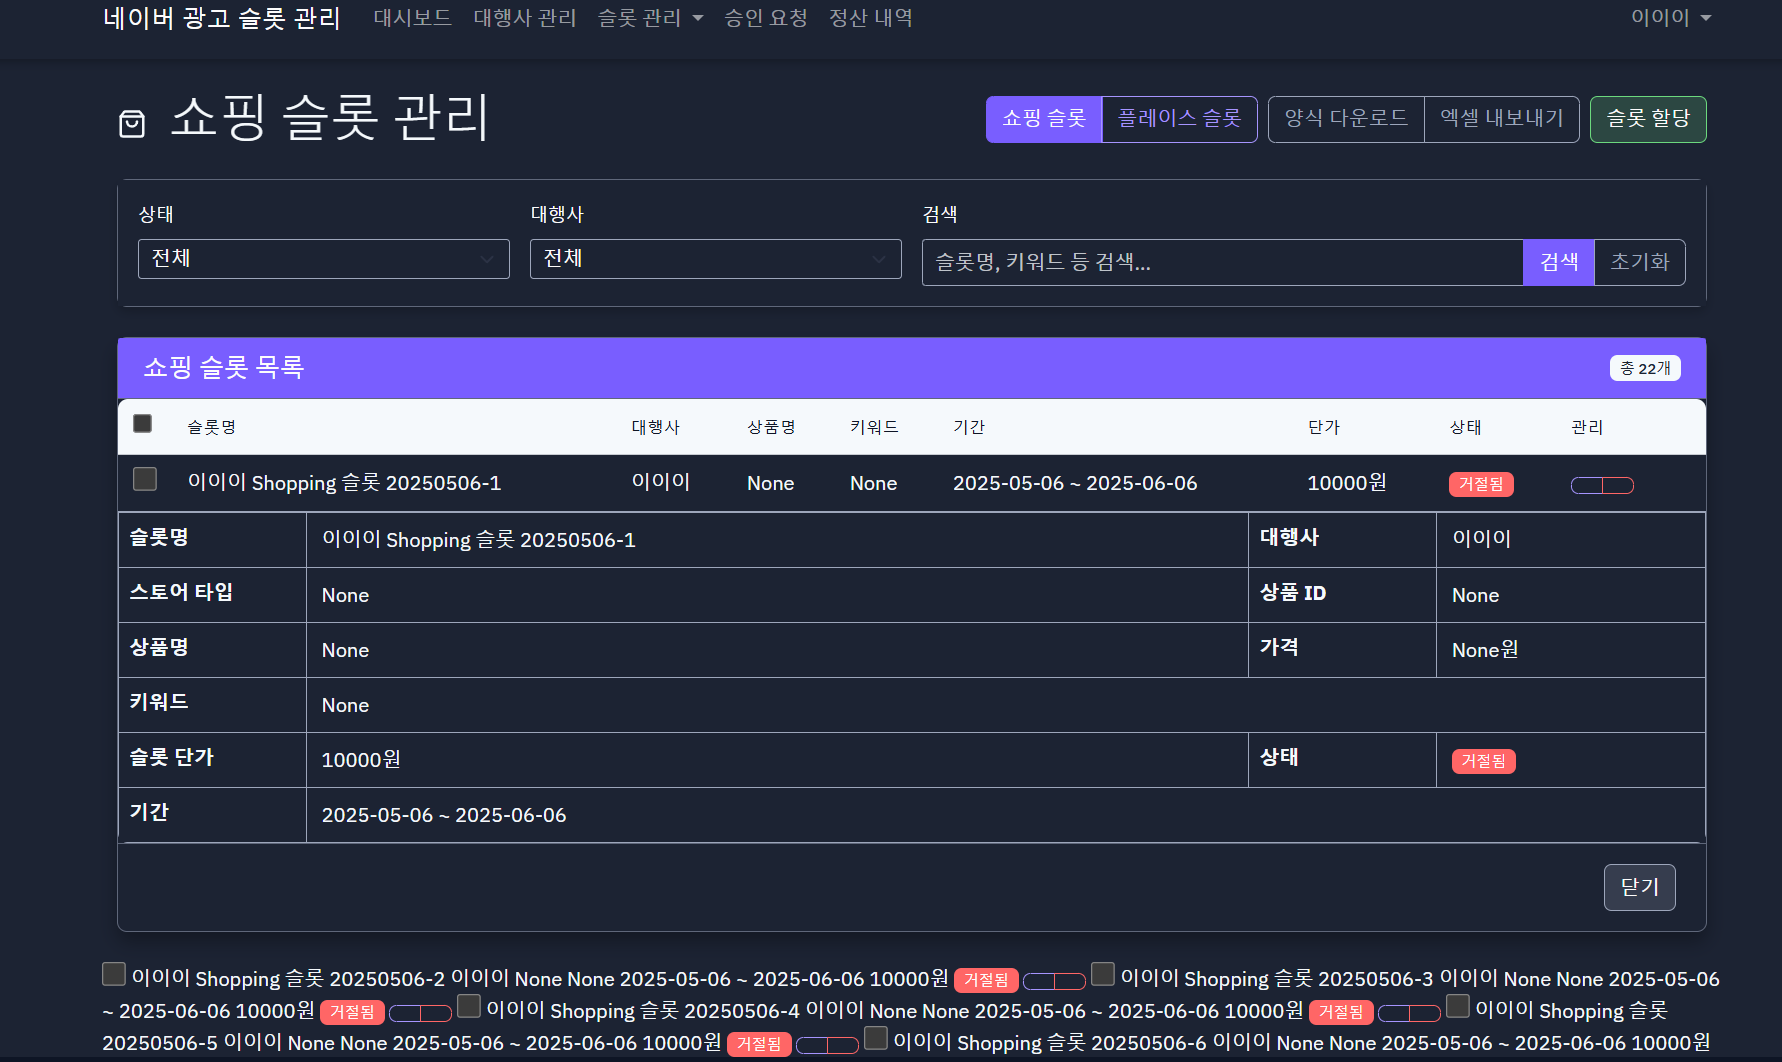 네이버 광고 슬롯 관리 대시보드 대행사 관리 슬롯 관리 승인 요청 정산 내역 이이이
쇼핑 슬롯 관리 쇼핑 슬롯 플레이스 슬롯 양식 다운로드 엑셀 내보내기 슬롯 할당
상태 대행사 검색
전체 전체 슬롯명, 키워드 등 검색... 검색 초기화
쇼핑 슬롯 목록 총 22개
슬롯명 대행사 상품명 키워드 기간 단가 상태 관리
이이이 Shopping 슬롯 20250506-1 이이이 None None 2025-05-06 ~ 2025-06-06 10000원 거절됨
슬롯명 이이이 Shopping 슬롯 20250506-1 대행사 이이이
스토어 타입 None 상품 ID None
상품명 None 가격 None원
키워드 None
슬롯 단가 10000원 상태 거절됨
기간 2025-05-06 ~ 2025-06-06
닫기
이이이 Shopping 슬롯 20250506-2 이이이 None None 2025-05-06 ~ 2025-06-06 10000원 거절됨 이이이 Shopping 슬롯 20250506-3 이이이 None None 2025-05-06
~ 2025-06-06 10000원 거절됨 이이이 Shopping 슬롯 20250506-4 이이이 None None 2025-05-06 ~ 2025-06-06 10000원 거절됨 이이이 Shopping 슬롯
20250506-5 이이이 None None 2025-05-06 ~ 2025-06-06 10000원 거절됨 이이이 Shopping 슬롯 20250506-6 이이이 None None 2025-05-06 ~ 2025-06-06 10000원